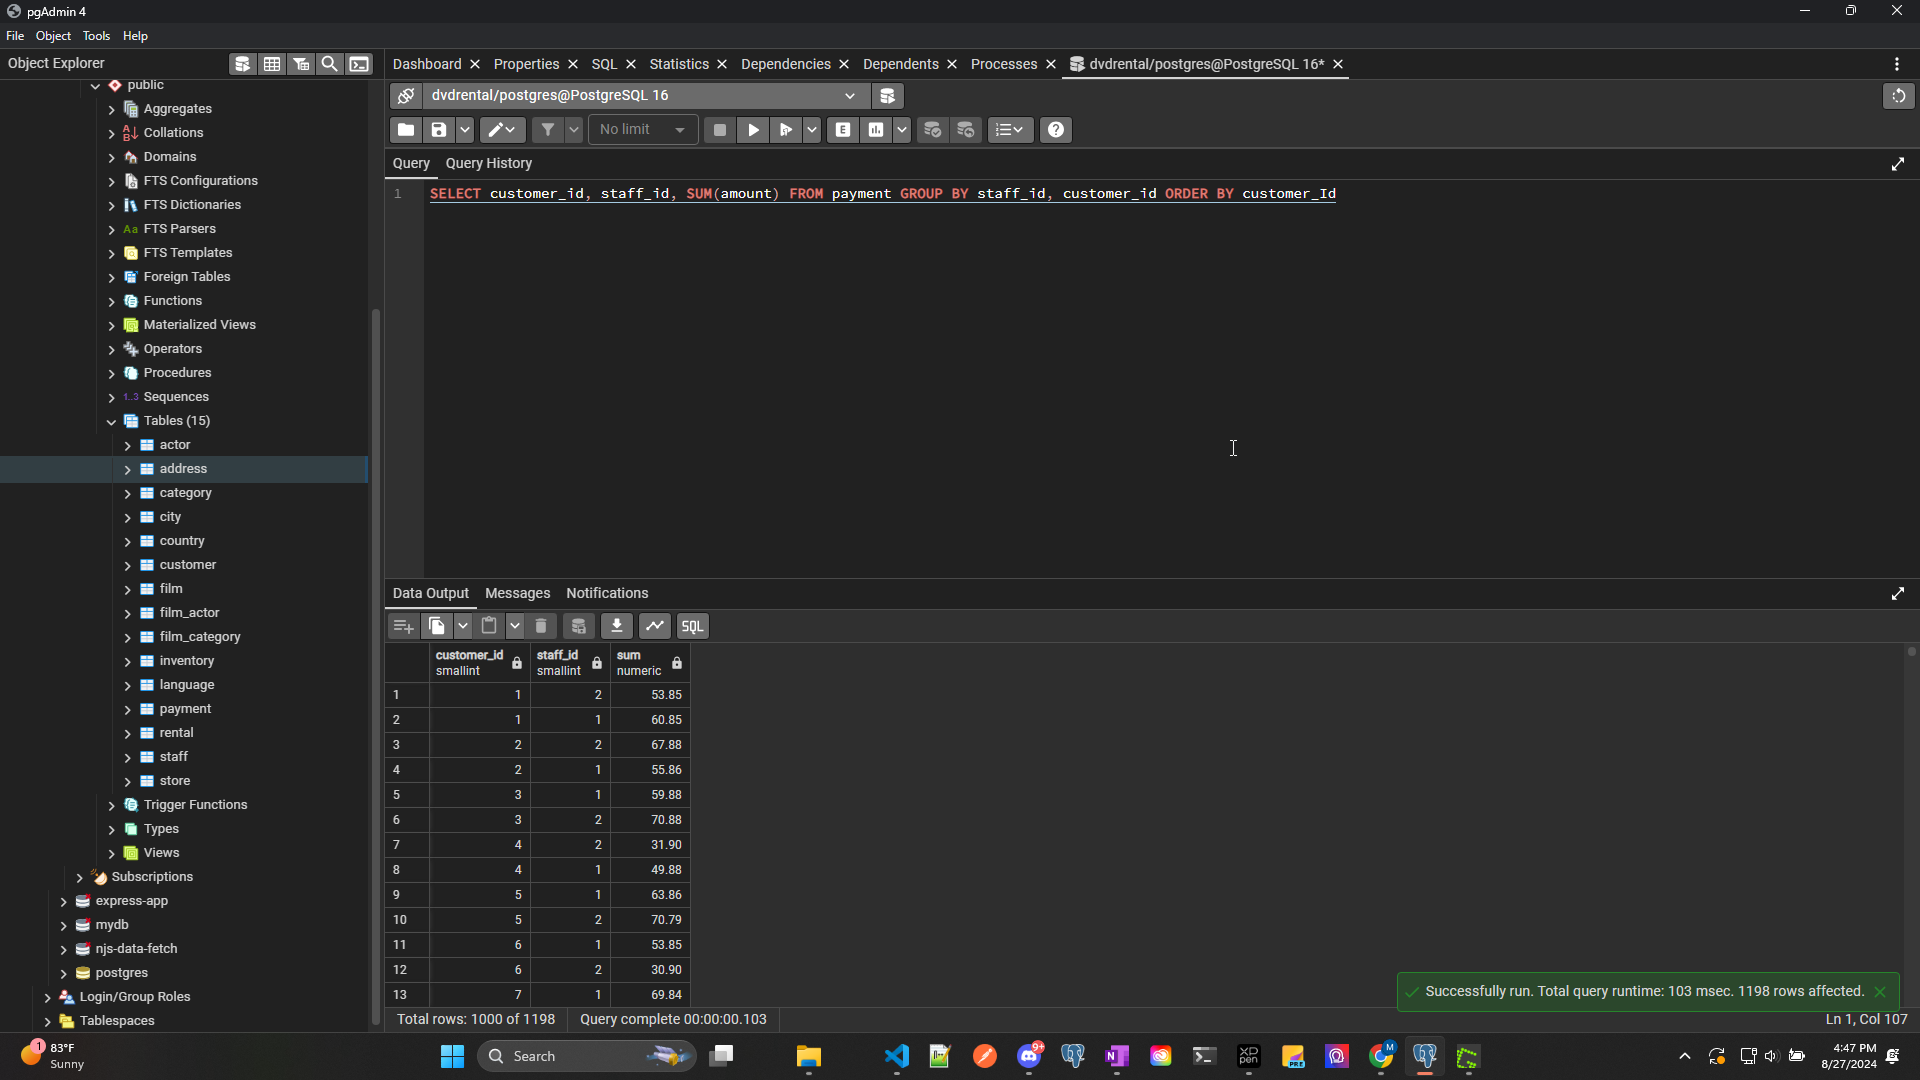 pgAdmin 4
File Object Tools Help
Object Explorer
Dashboard Properties SQL Statistics Dependencies Dependents Processes dvdrental/postgres@PostgreSQL 16*
public
dvdrental/postgres@PostgreSQL 16
Aggregates
Collations
No limit
E
Domains
Query Query History
FTS Configurations
1 SELECT customer_id, staff_id, SUM(amount) FROM payment GROUP BY staff_id, customer_id ORDER BY customer_Id
FTS Dictionaries
Aa FTS Parsers
FTS Templates
Foreign Tables
Functions
Materialized Views
Operators
Procedures
1..3 Sequences
Tables (15)
actor
address
category
city
country
customer
film
film_actor
film_category
inventory
language
payment
rental
staff
store
Trigger Functions
Types
Views
Subscriptions
express-app
mydb
njs-data-fetch
postgres
Login/Group Roles
Tablespaces
Data Output Messages Notifications
SQL
customer_id staff_id sum
smallint smallint numeric
1 1 2 53.85
2 1 1 60.85
3 2 2 67.88
4 2 1 55.86
5 3 1 59.88
6 3 2 70.88
7 4 2 31.90
8 4 1 49.88
9 5 1 63.86
10 5 2 70.79
11 6 1 53.85
12 6 2 30.90
13 7 1 69.84
Successfully run. Total query runtime: 103 msec. 1198 rows affected.
Total rows: 1000 of 1198 Query complete 00:00:00.103 Ln 1, Col 107
1 83°F
Sunny
Search
9+
XP
pen
PRE
M
4:47 PM
8/27/2024